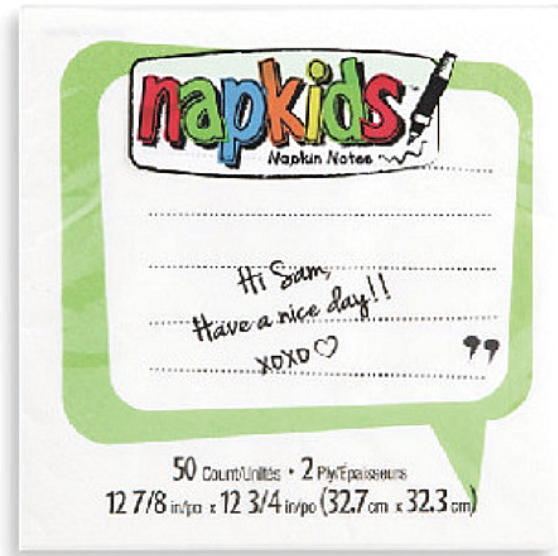 napkids™
Napkin Notes
Hi Sam,
Have a nice day!!
XOXO♡
”
50 Count/Unités • 2 Ply/Épaisseurs
12 7/8 in/po x 12 3/4 in/po (32.7 cm x 32.3 cm)